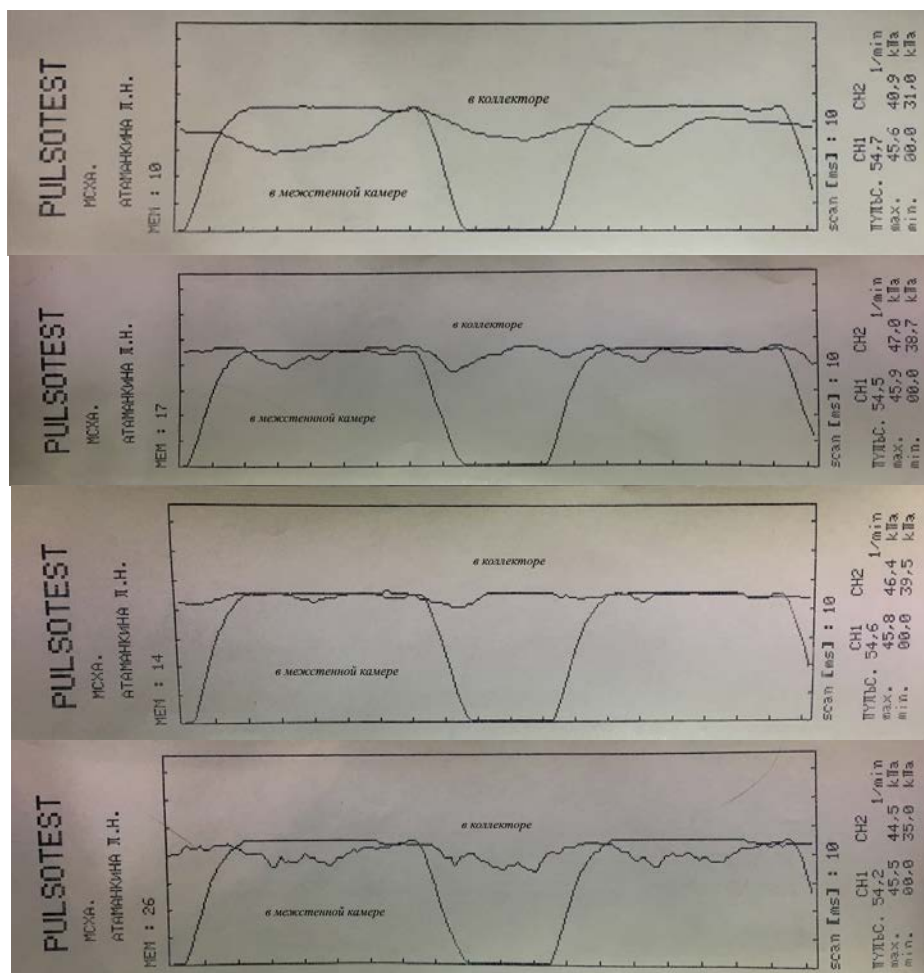 PULSOTEST
МСХА.
АТАМАНКИНА Л.Н.
MEM : 10
в коллекторе
в межстенной камере
scan [ms] : 10
CH1 CH2
ПУЛЬС. 54,7 1/min
max. 45,6 40,9 kПа
min. 00,0 31,0 kПа
PULSOTEST
МСХА.
АТАМАНКИНА Л.Н.
MEM : 17
в коллекторе
в межстеннной камере
scan [ms] : 10
CH1 CH2
ПУЛЬС. 54,5 1/min
max. 45,9 47,0 kПа
min. 00,0 38,7 kПа
PULSOTEST
МСХА.
АТАМАНКИНА Л.Н.
MEM : 14
в коллекторе
в межстенной камере
scan [ms] : 10
CH1 CH2
ПУЛЬС. 54,6 1/min
max. 45,8 46,4 kПа
min. 00,0 39,5 kПа
PULSOTEST
МСХА.
АТАМАНКИНА Л.Н.
MEM : 26
в коллекторе
в межстенной камере
scan [ms] : 10
CH1 CH2
ПУЛЬС. 54,2 1/min
max. 45,5 44,5 kПа
min. 00,0 35,0 kПа